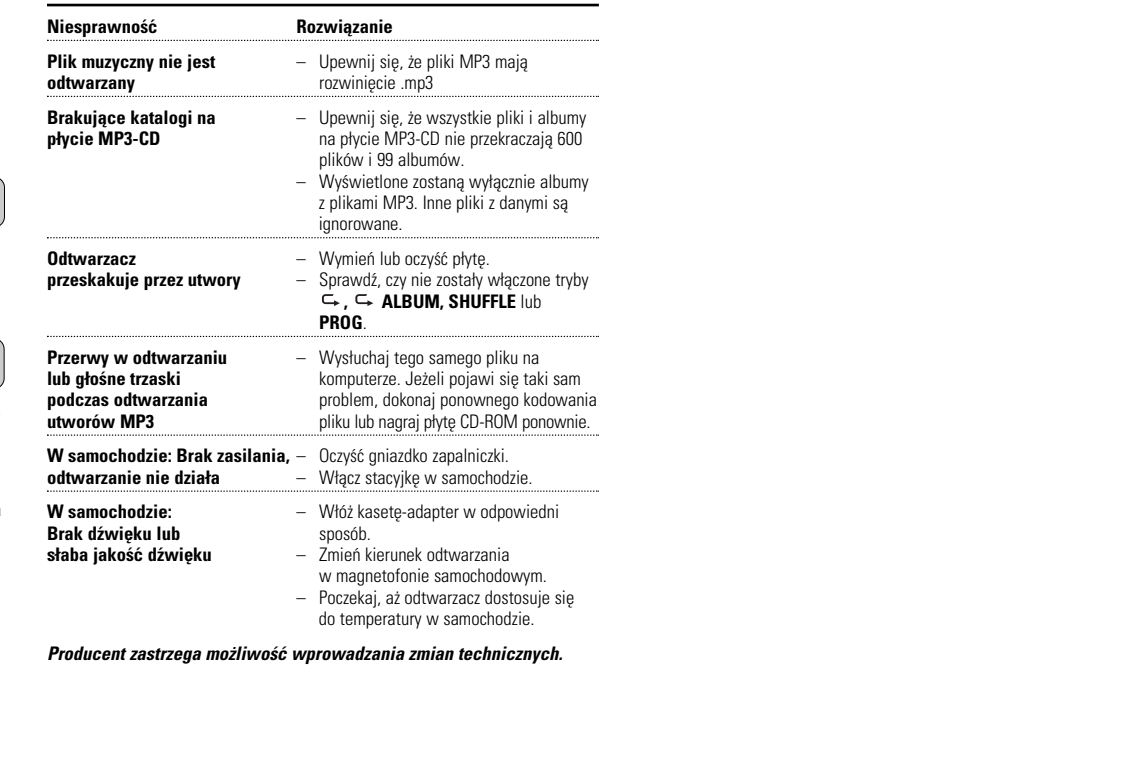 Niesprawność Rozwiązanie
Plik muzyczny nie jest – Upewnij się, że pliki MP3 mają
odtwarzany rozwinięcie .mp3
Brakujące katalogi na – Upewnij się, że wszystkie pliki i albumy
płycie MP3-CD na płycie MP3-CD nie przekraczają 600
plików i 99 albumów.
– Wyświetlone zostaną wyłącznie albumy
z plikami MP3. Inne pliki z danymi są
ignorowane.
Odtwarzacz – Wymień lub oczyść płytę.
przeskakuje przez utwory – Sprawdź, czy nie zostały włączone tryby
, ALBUM, SHUFFLE lub
PROG.
Przerwy w odtwarzaniu – Wysłuchaj tego samego pliku na
lub głośne trzaski komputerze. Jeżeli pojawi się taki sam
podczas odtwarzania problem, dokonaj ponownego kodowania
utworów MP3 pliku lub nagraj płytę CD-ROM ponownie.
W samochodzie: Brak zasilania, – Oczyść gniazdko zapalniczki.
odtwarzanie nie działa – Włącz stacyjkę w samochodzie.
W samochodzie: – Włóż kasetę-adapter w odpowiedni
Brak dźwięku lub sposób.
słaba jakość dźwięku – Zmień kierunek odtwarzania
w magnetofonie samochodowym.
– Poczekaj, aż odtwarzacz dostosuje się
do temperatury w samochodzie.
Producent zastrzega możliwość wprowadzania zmian technicznych.